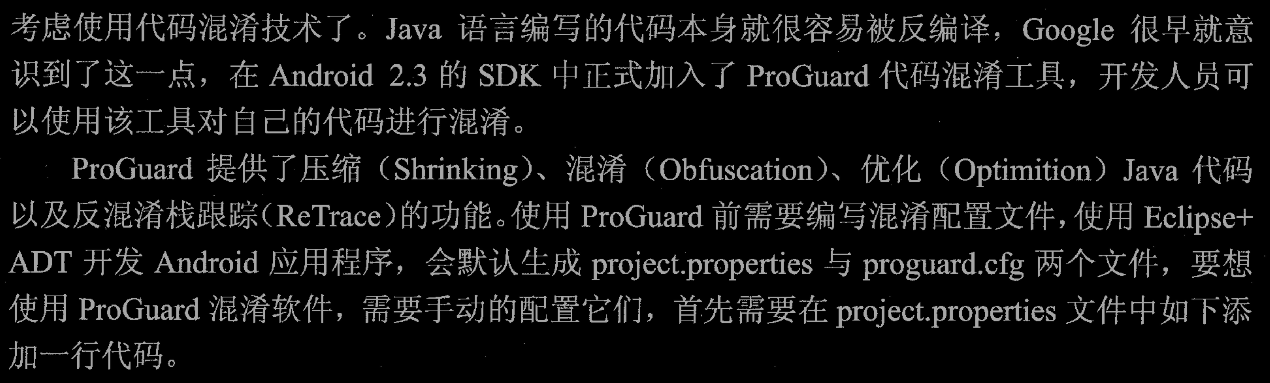 考虑使用代码混淆技术了。Java 语言编写的代码本身就很容易被反编译，Google 很早就意
识到了这一点，在 Android 2.3 的 SDK 中正式加入了 ProGuard 代码混淆工具，开发人员可
以使用该工具对自己的代码进行混淆。
ProGuard 提供了压缩（Shrinking）、混淆（Obfuscation）、优化（Optimition）Java 代码
以及反混淆栈跟踪（ReTrace）的功能。使用 ProGuard 前需要编写混淆配置文件，使用 Eclipse+
ADT 开发 Android 应用程序，会默认生成 project.properties 与 proguard.cfg 两个文件，要想
使用 ProGuard 混淆软件，需要手动的配置它们，首先需要在 project.properties 文件中如下添
加一行代码。